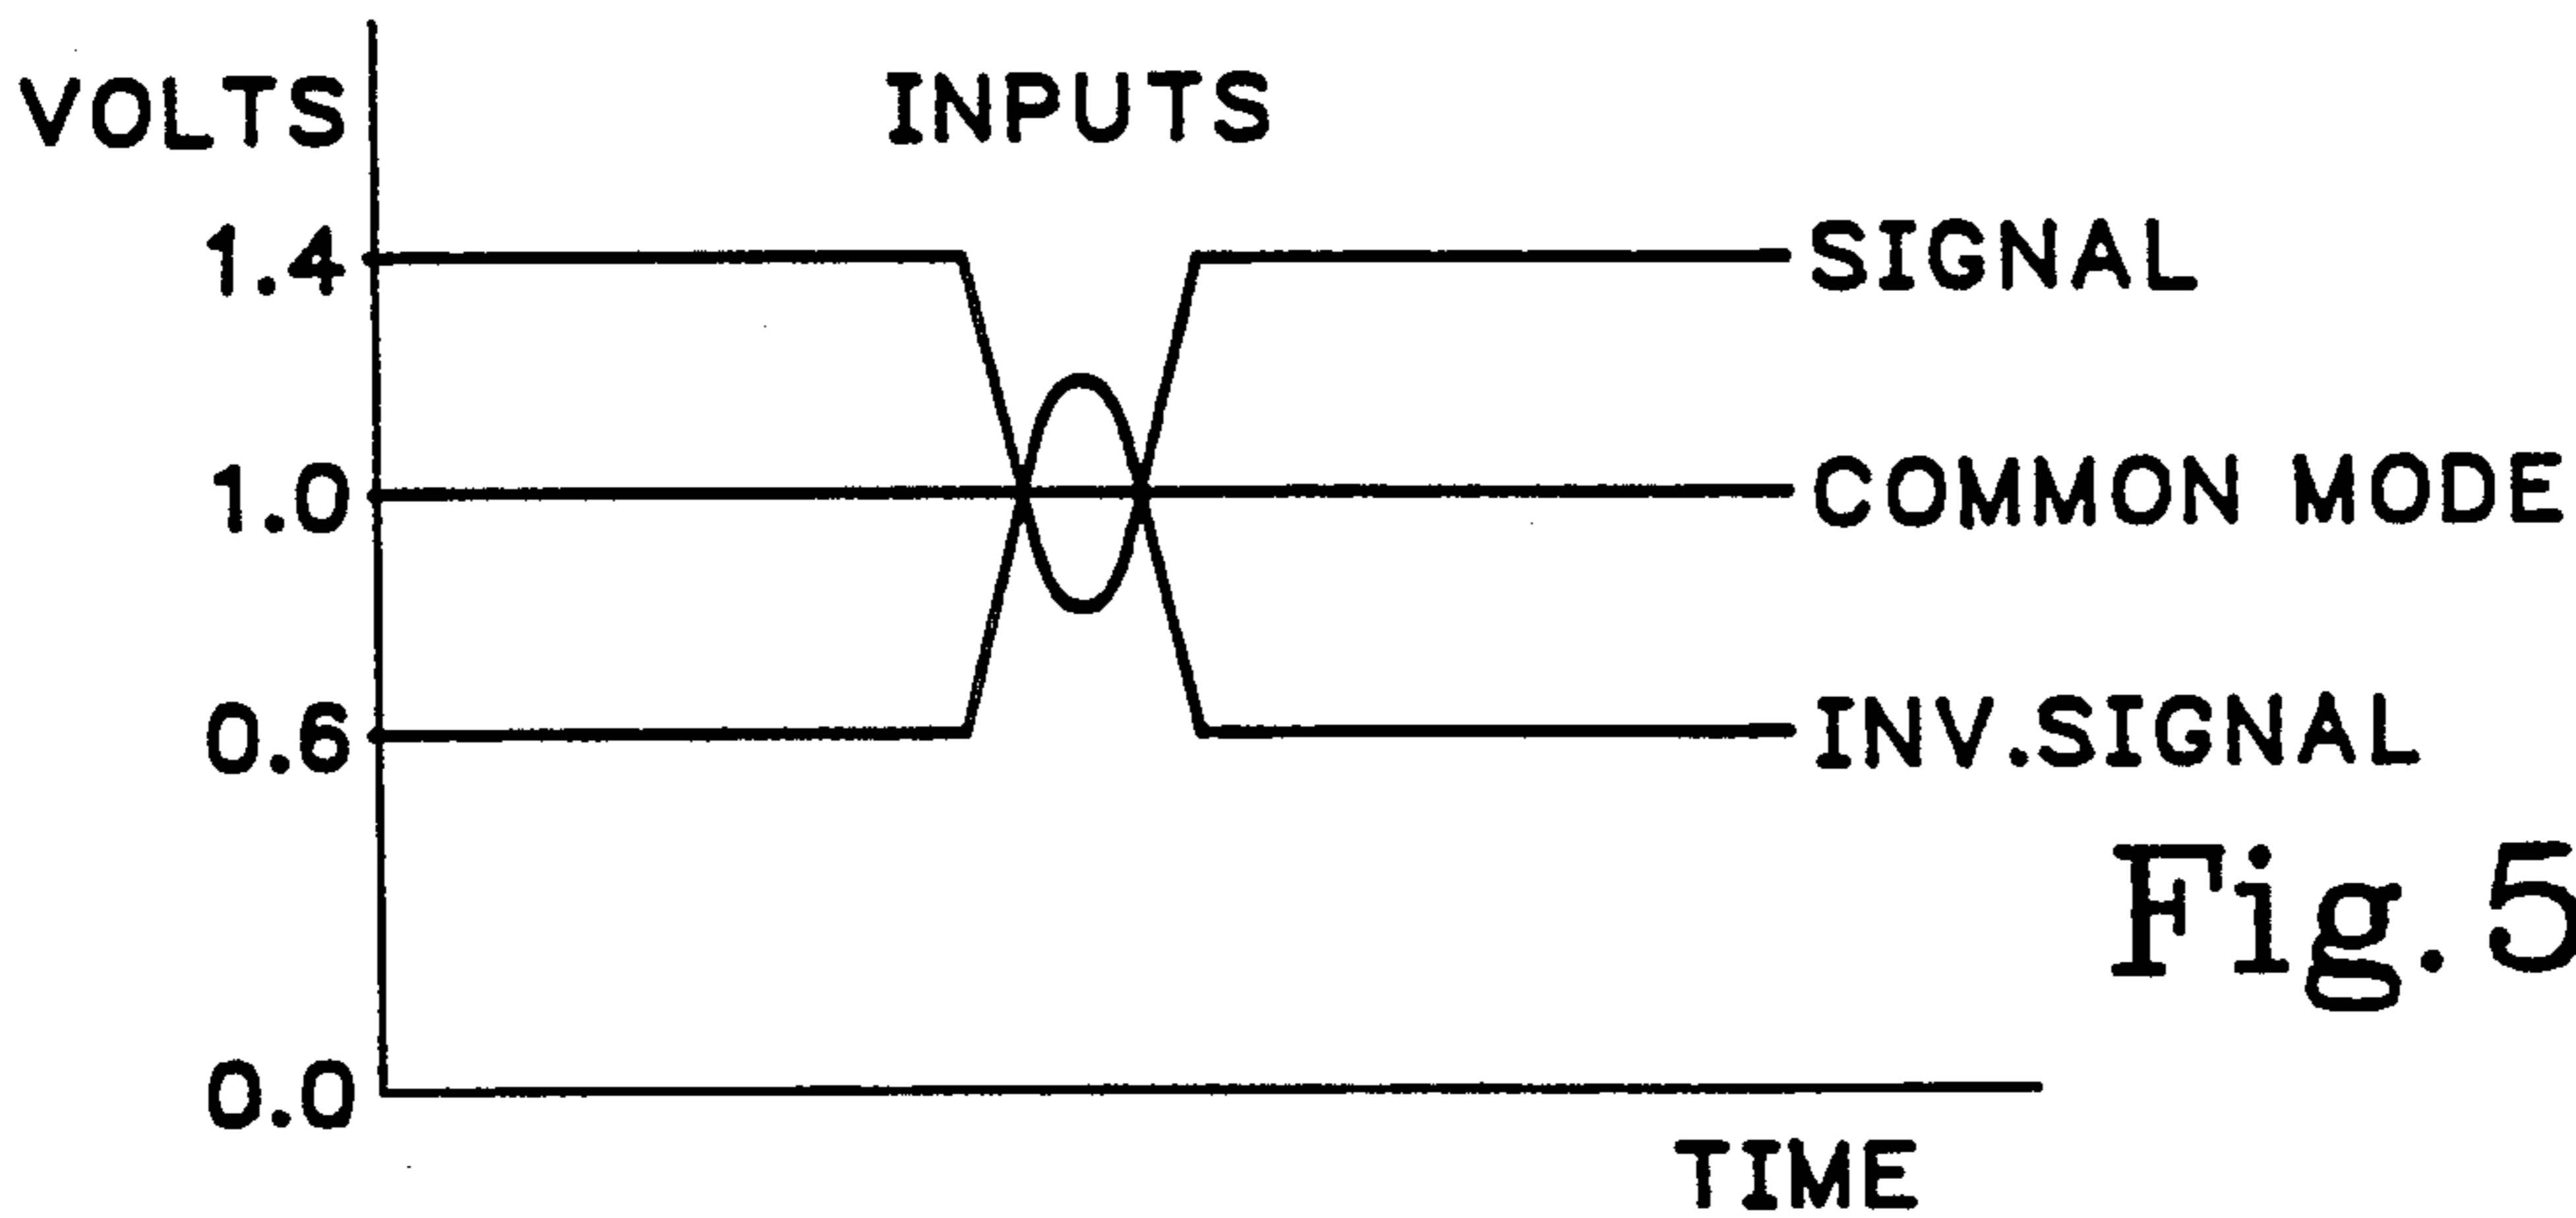 VOLTS
INPUTS
1.4
SIGNAL
1.0
COMMON MODE
0.6
INV.SIGNAL
Fig.5
0.0
TIME